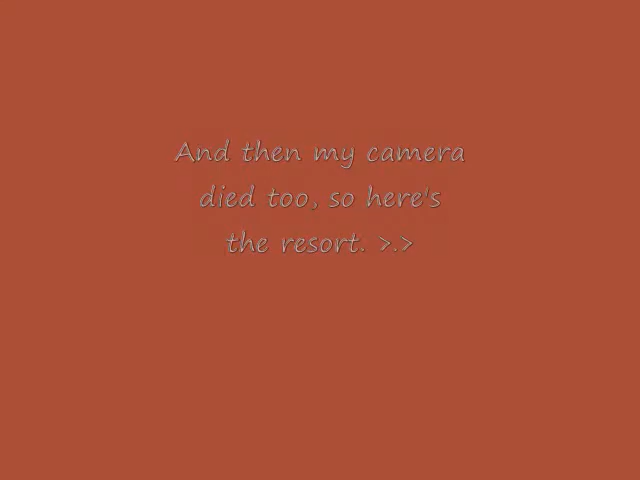 And then my camera
died too, so here's
the resort. >.>